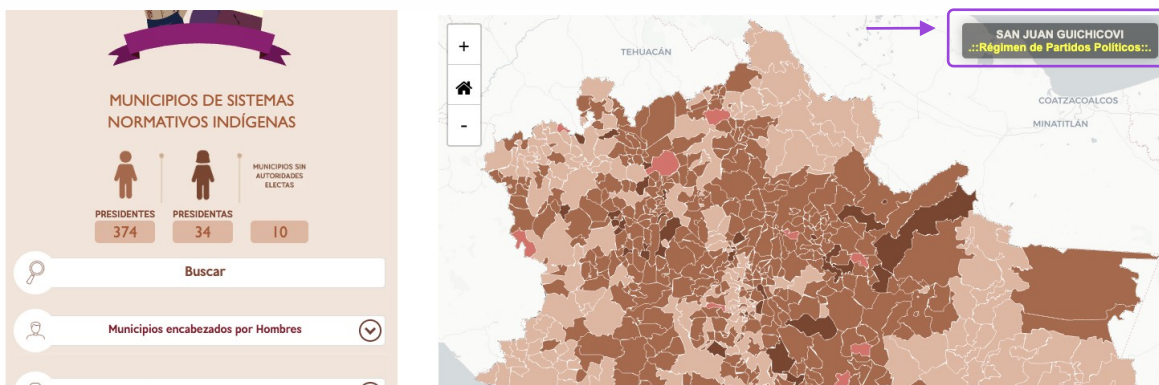 MUNICIPIOS DE SISTEMAS
NORMATIVOS INDÍGENAS
MUNICIPIOS SIN
AUTORIDADES
ELECTAS
PRESIDENTES
PRESIDENTAS
374
34
10
Buscar
Municipios encabezados por Hombres
+
-
TEHUACÁN
SAN JUAN GUICHICOVI
.::Régimen de Partidos Políticos::.
COATZACOALCOS
MINATITLÁN